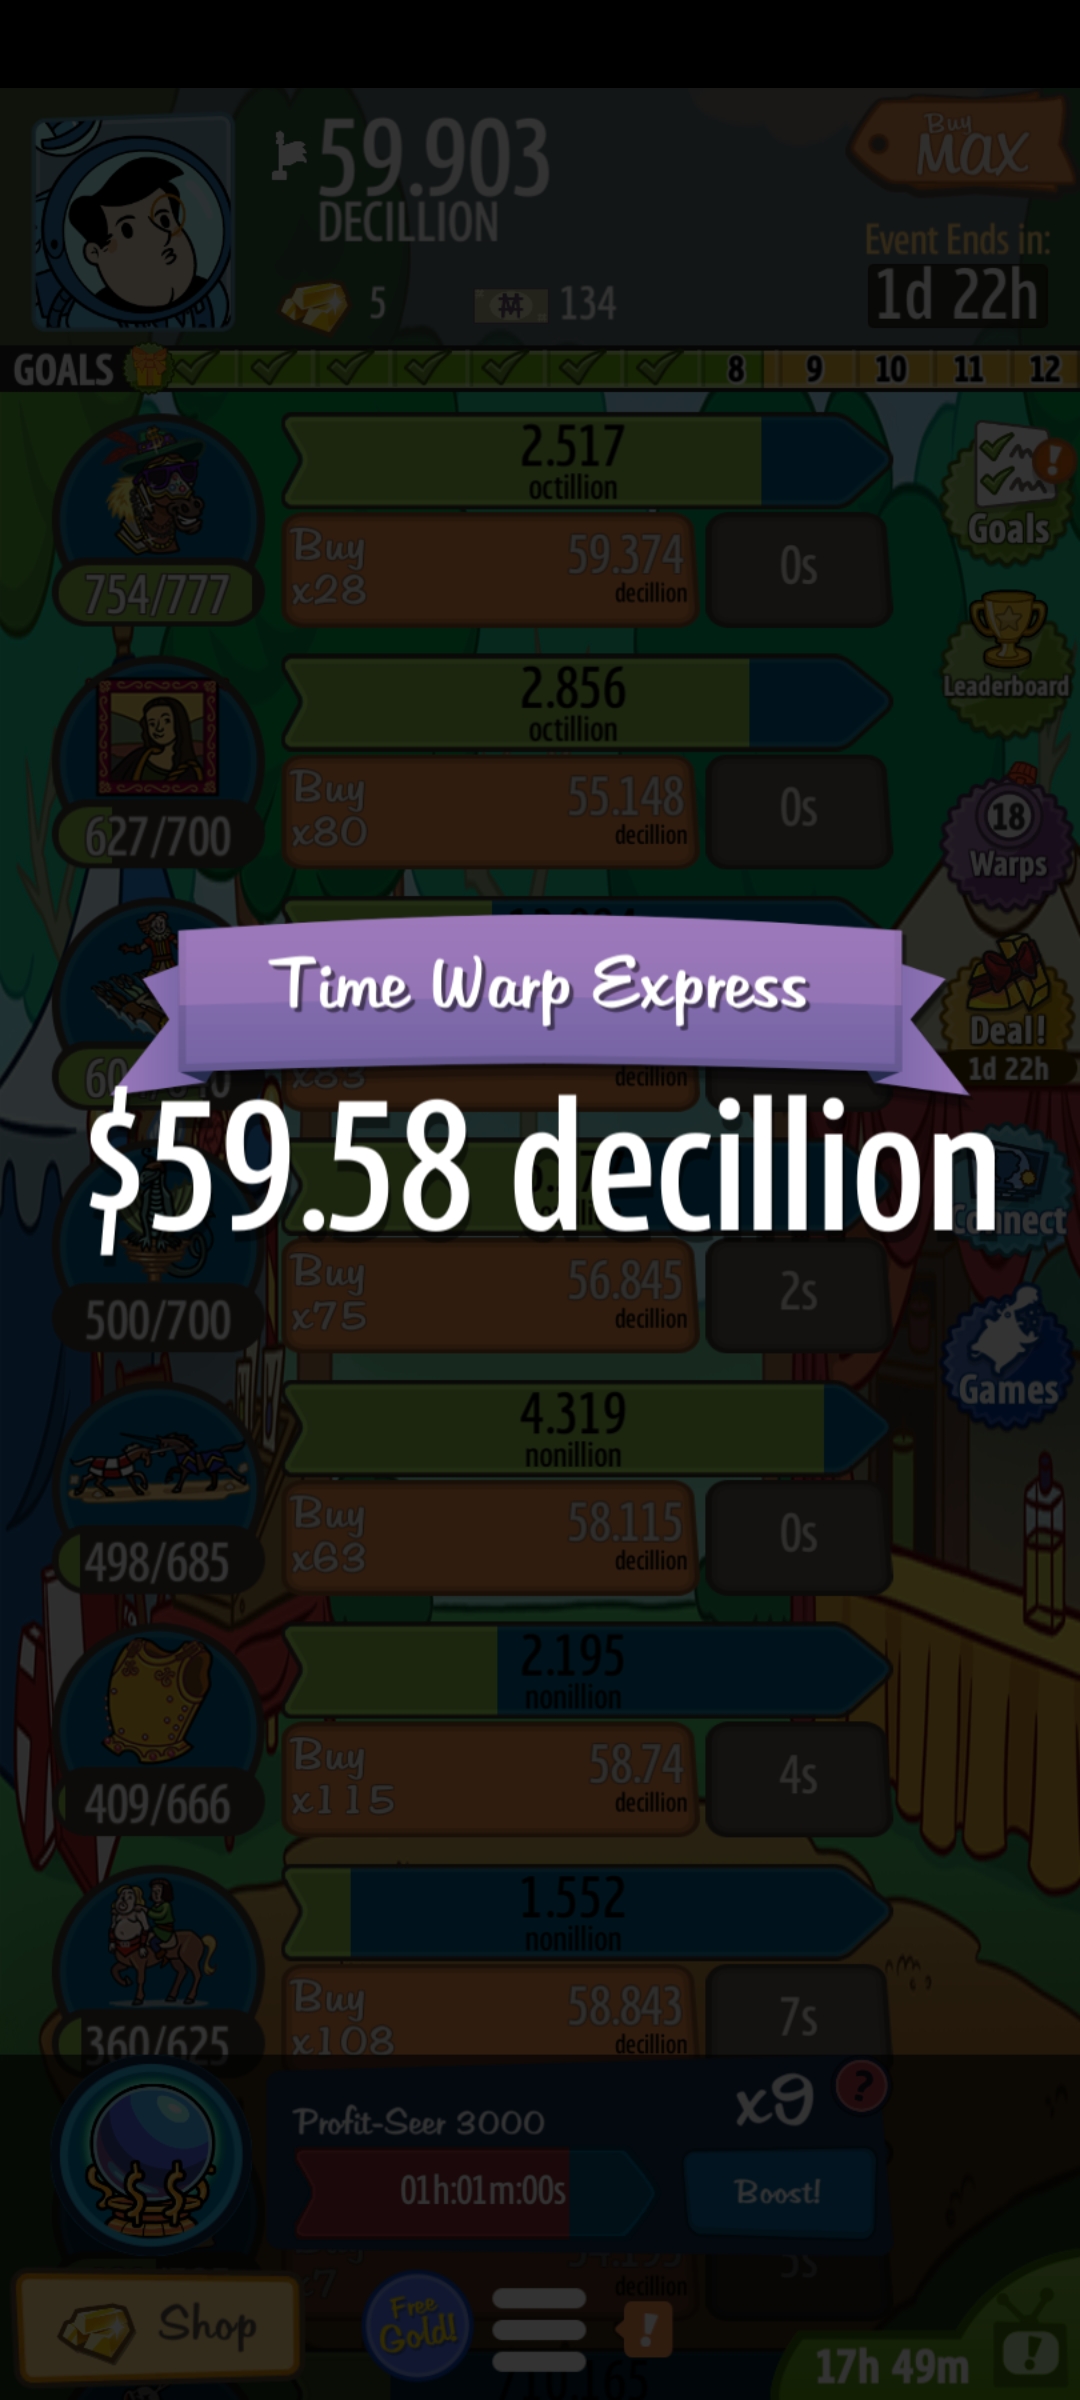 59.903
DECILLION
Buy
MAX
Event Ends in:
1d 22h
5
134
GOALS
8
9
10
11
12
2.517
octillion
Buy
x28
59.374
decillion
0s
754/777
Goals
2.856
octillion
Buy
x80
55.148
decillion
0s
627/700
Leaderboard
18
Warps
Time Warp Express
x83
decillion
Deal!
1d 22h
$59.58 decillion
Connect
Buy
x75
56.845
decillion
2s
500/700
Games
4.319
nonillion
Buy
x63
58.115
decillion
0s
498/685
2.195
nonillion
Buy
x115
58.74
decillion
4s
409/666
1.552
nonillion
Buy
x108
58.843
decillion
7s
360/625
Profit-Seer 3000
x9
?
01h:01m:00s
Boost!
x7
decillion
Shop
Free
Gold!
!
17h 49m
!